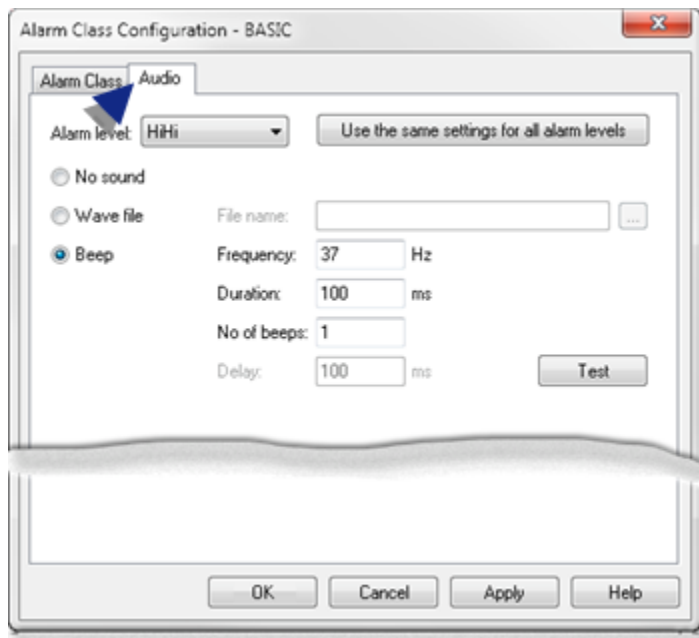 Alarm Class Configuration - BASIC
Alarm Class Audio
Alarm level: HiHi Use the same settings for all alarm levels
No sound
Wave file File name: ...
Beep Frequency: 37 Hz
Duration: 100 ms
No of beeps: 1
Delay: 100 ms Test
OK Cancel Apply Help